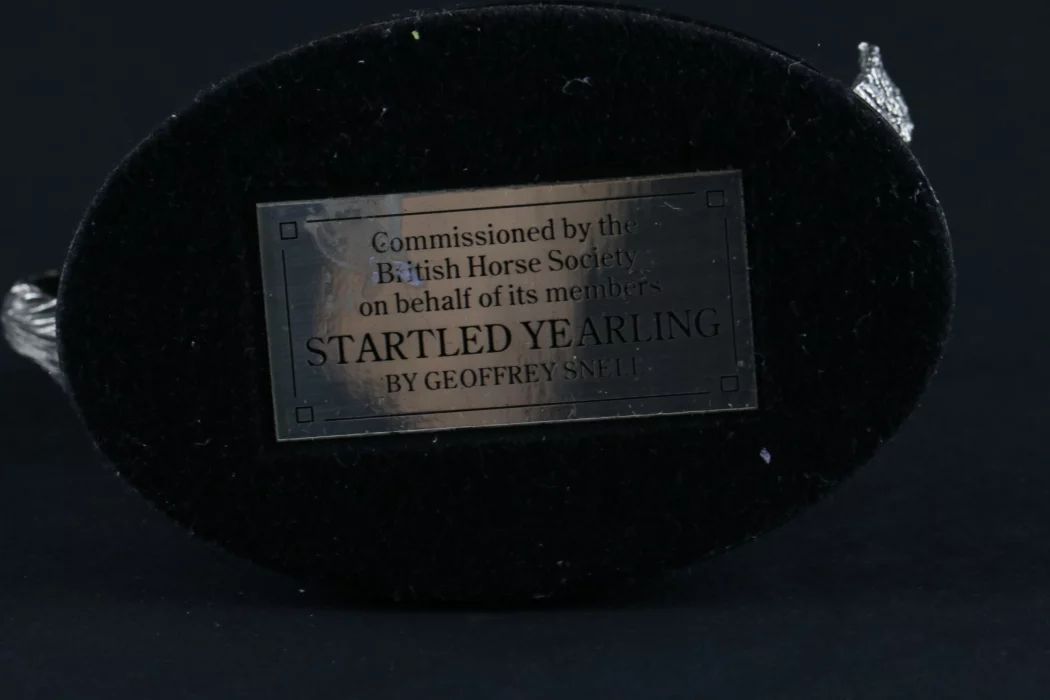 Commissioned by the
British Horse Society
on behalf of its members
STARTLED YEARLING
BY GEOFFREY SNELL